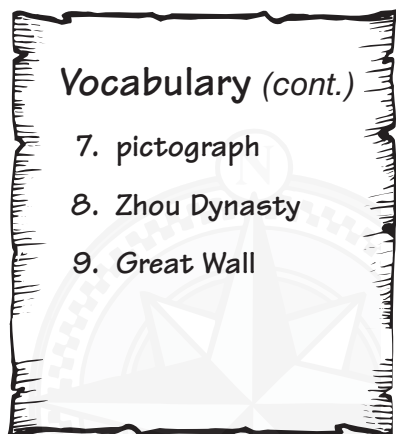 Vocabulary (cont.)
7. pictograph
8. Zhou Dynasty
9. Great Wall
N